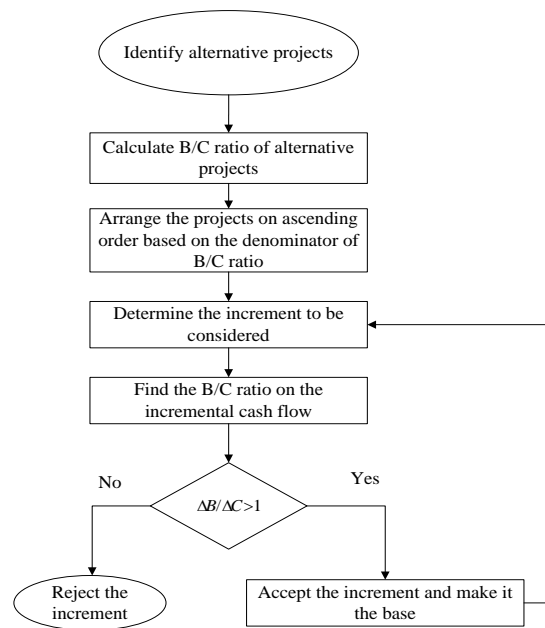 Identify alternative projects
Calculate B/C ratio of alternative
projects
Arrange the projects on ascending
order based on the denominator of
B/C ratio
Determine the increment to be
considered
Find the B/C ratio on the
incremental cash flow
No
Yes
ΔB/ΔC>1
Reject the
increment
Accept the increment and make it
the base